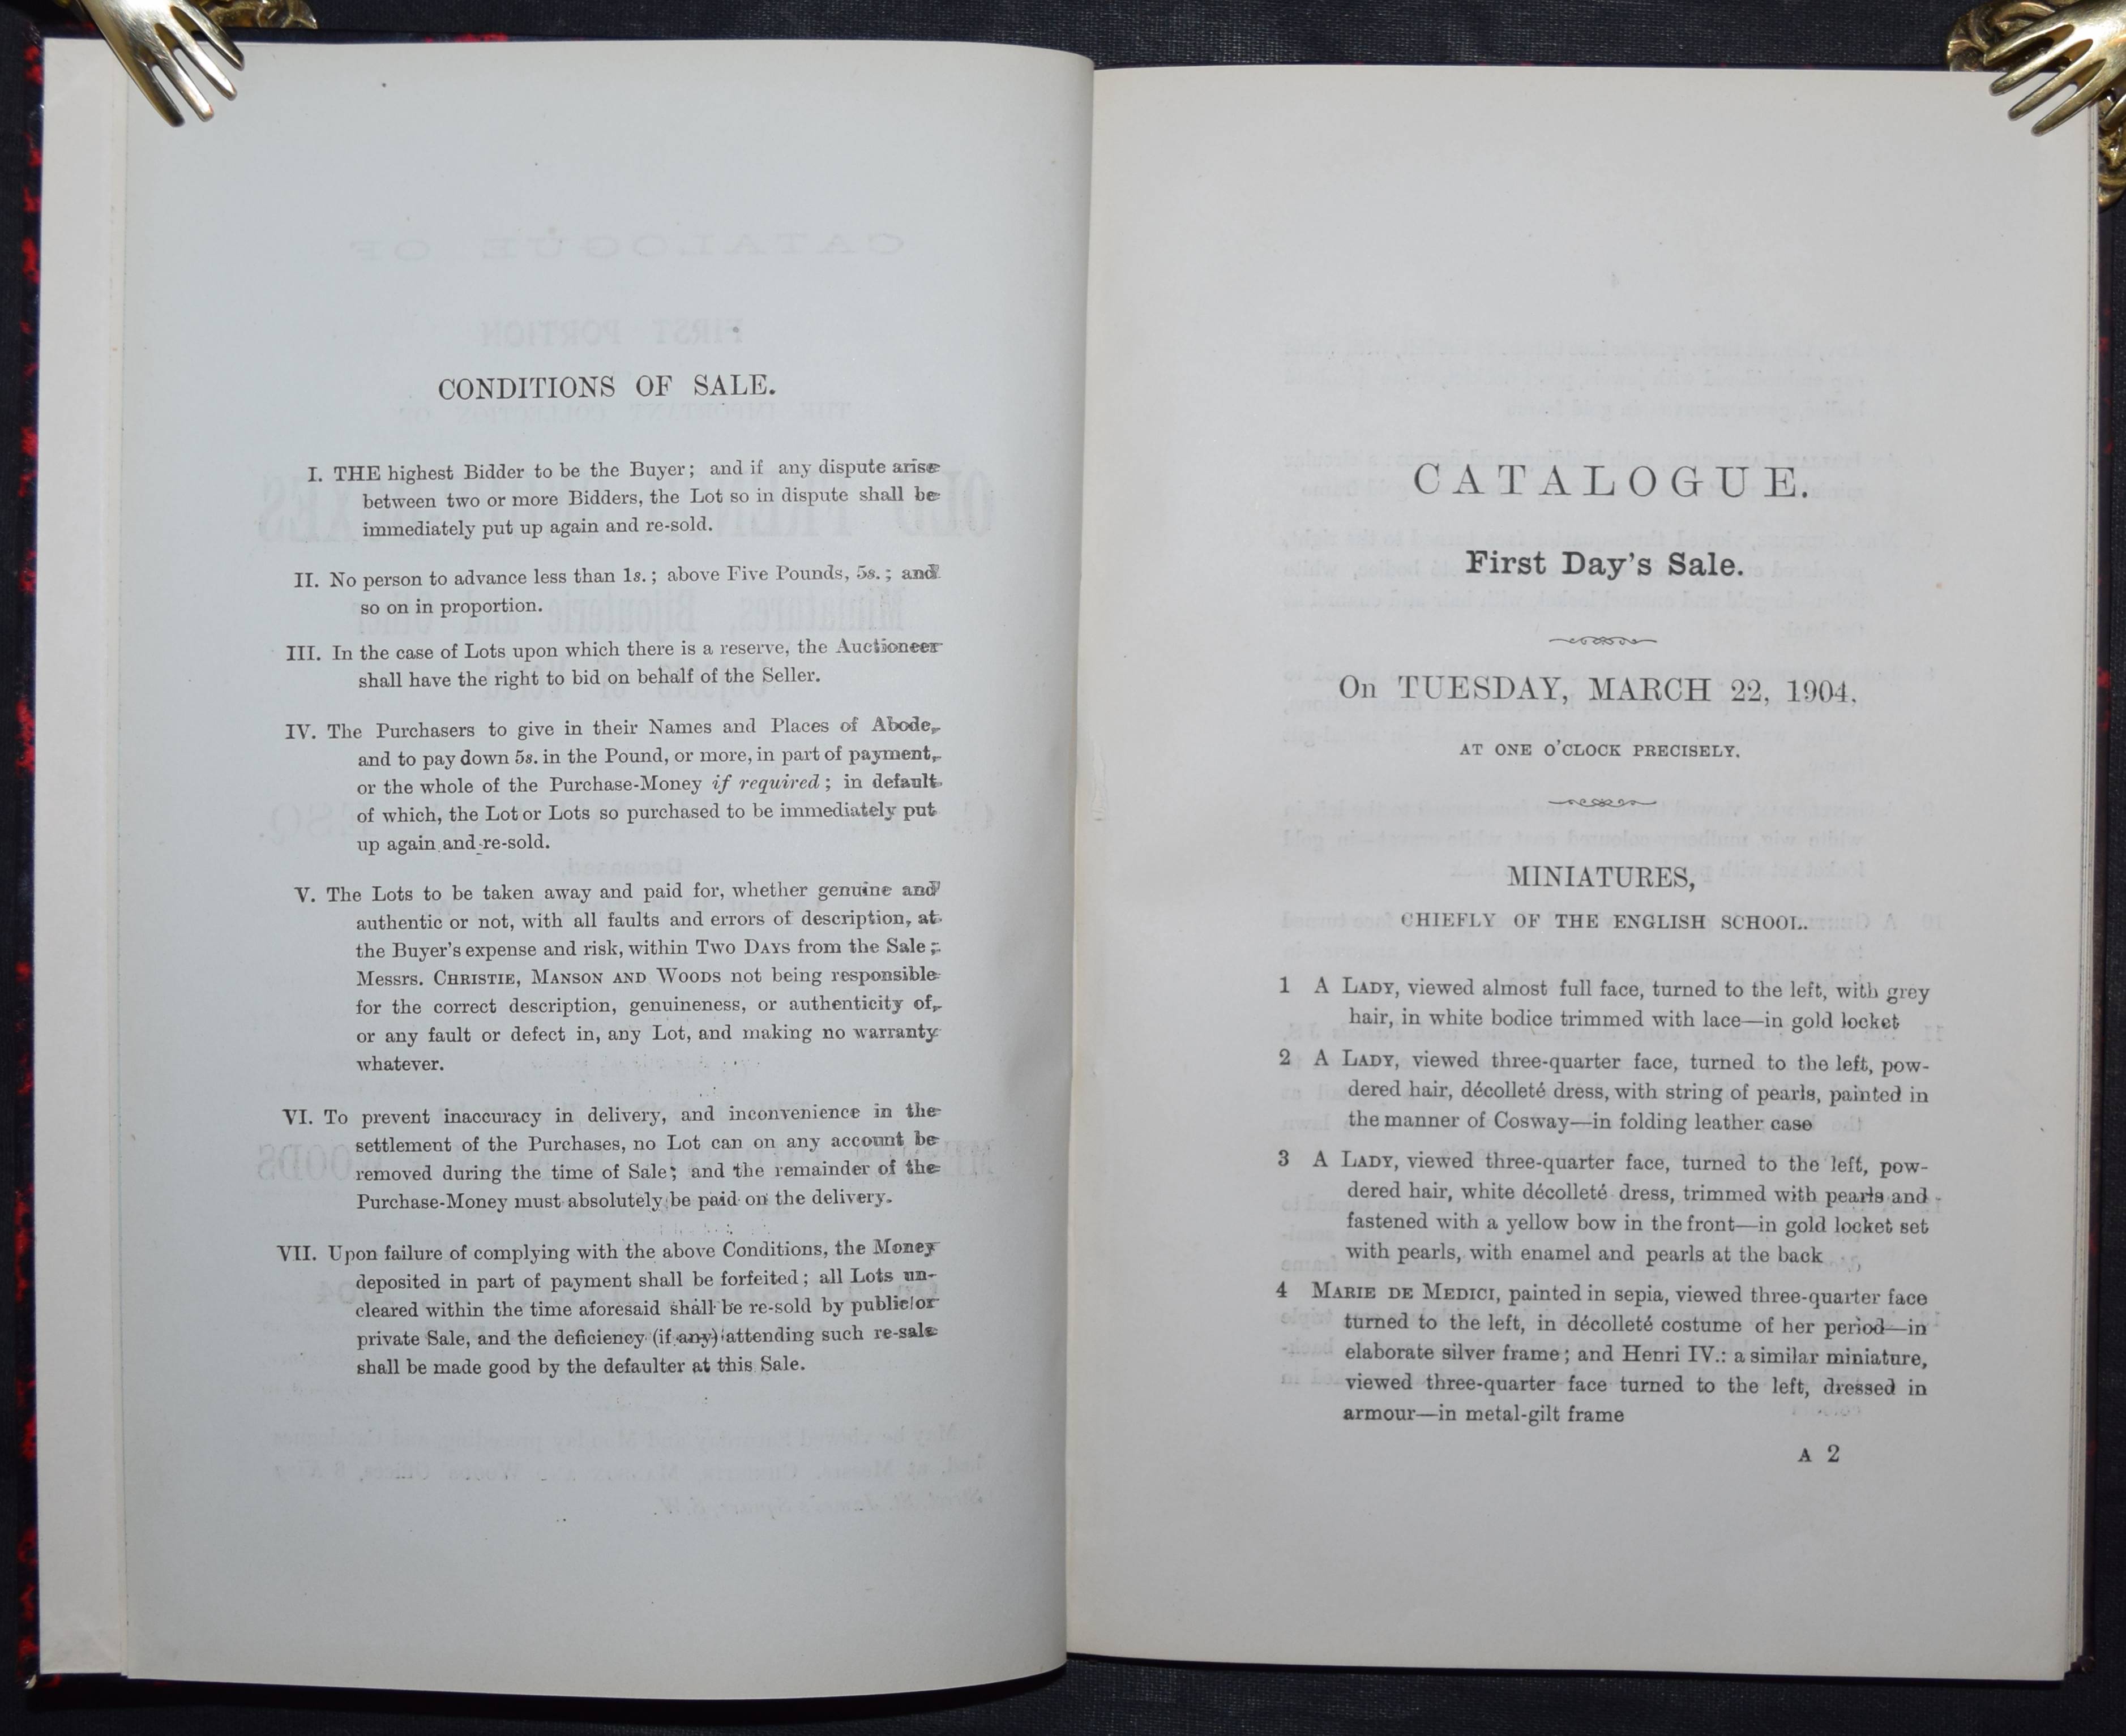 CONDITIONS OF SALE.
I. THE highest Bidder to be the Buyer; and if any dispute arise
between two or more Bidders, the Lot so in dispute shall be
immediately put up again and re-sold.
II. No person to advance less than 1s.; above Five Pounds, 5s.; and
so on in proportion.
III. In the case of Lots upon which there is a reserve, the Auctioneer
shall have the right to bid on behalf of the Seller.
IV. The Purchasers to give in their Names and Places of Abode,
and to pay down 5s. in the Pound, or more, in part of payment,
or the whole of the Purchase-Money if required; in default
of which, the Lot or Lots so purchased to be immediately put
up again and re-sold.
V. The Lots to be taken away and paid for, whether genuine and
authentic or not, with all faults and errors of description, at
the Buyer's expense and risk, within Two Days from the Sale;
Messrs. Christie, Manson and Woods not being responsible
for the correct description, genuineness, or authenticity of,
or any fault or defect in, any Lot, and making no warranty
whatever.
VI. To prevent inaccuracy in delivery, and inconvenience in the
settlement of the Purchases, no Lot can on any account be
removed during the time of Sale; and the remainder of the
Purchase-Money must absolutely be paid on the delivery.
VII. Upon failure of complying with the above Conditions, the Money
deposited in part of payment shall be forfeited; all Lots un-
cleared within the time aforesaid shall be re-sold by public or
private Sale, and the deficiency (if any) attending such re-sale
shall be made good by the defaulter at this Sale.
CATALOGUE.
First Day's Sale.
On TUESDAY, MARCH 22, 1904,
AT ONE O'CLOCK PRECISELY.
MINIATURES,
CHIEFLY OF THE ENGLISH SCHOOL.
1 A Lady, viewed almost full face, turned to the left, with grey
hair, in white bodice trimmed with lace—in gold locket
2 A Lady, viewed three-quarter face, turned to the left, pow-
dered hair, décolleté dress, with string of pearls, painted in
the manner of Cosway—in folding leather case
3 A Lady, viewed three-quarter face, turned to the left, pow-
dered hair, white décolleté dress, trimmed with pearls and
fastened with a yellow bow in the front—in gold locket set
with pearls, with enamel and pearls at the back
4 Marie de Medici, painted in sepia, viewed three-quarter face
turned to the left, in décolleté costume of her period—in
elaborate silver frame; and Henri IV.: a similar miniature,
viewed three-quarter face turned to the left, dressed in
armour—in metal-gilt frame
A 2